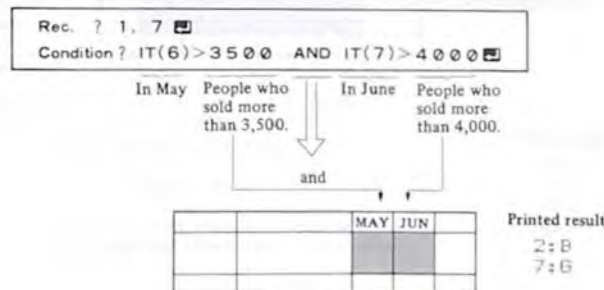 Rec. ? 1, 7
Condition ? IT(6)>3500 AND IT(7)>4000
In May
People who
sold more
than 3,500.
In June
People who
sold more
than 4,000.
and
MAY JUN
Printed result
2:B
7:G